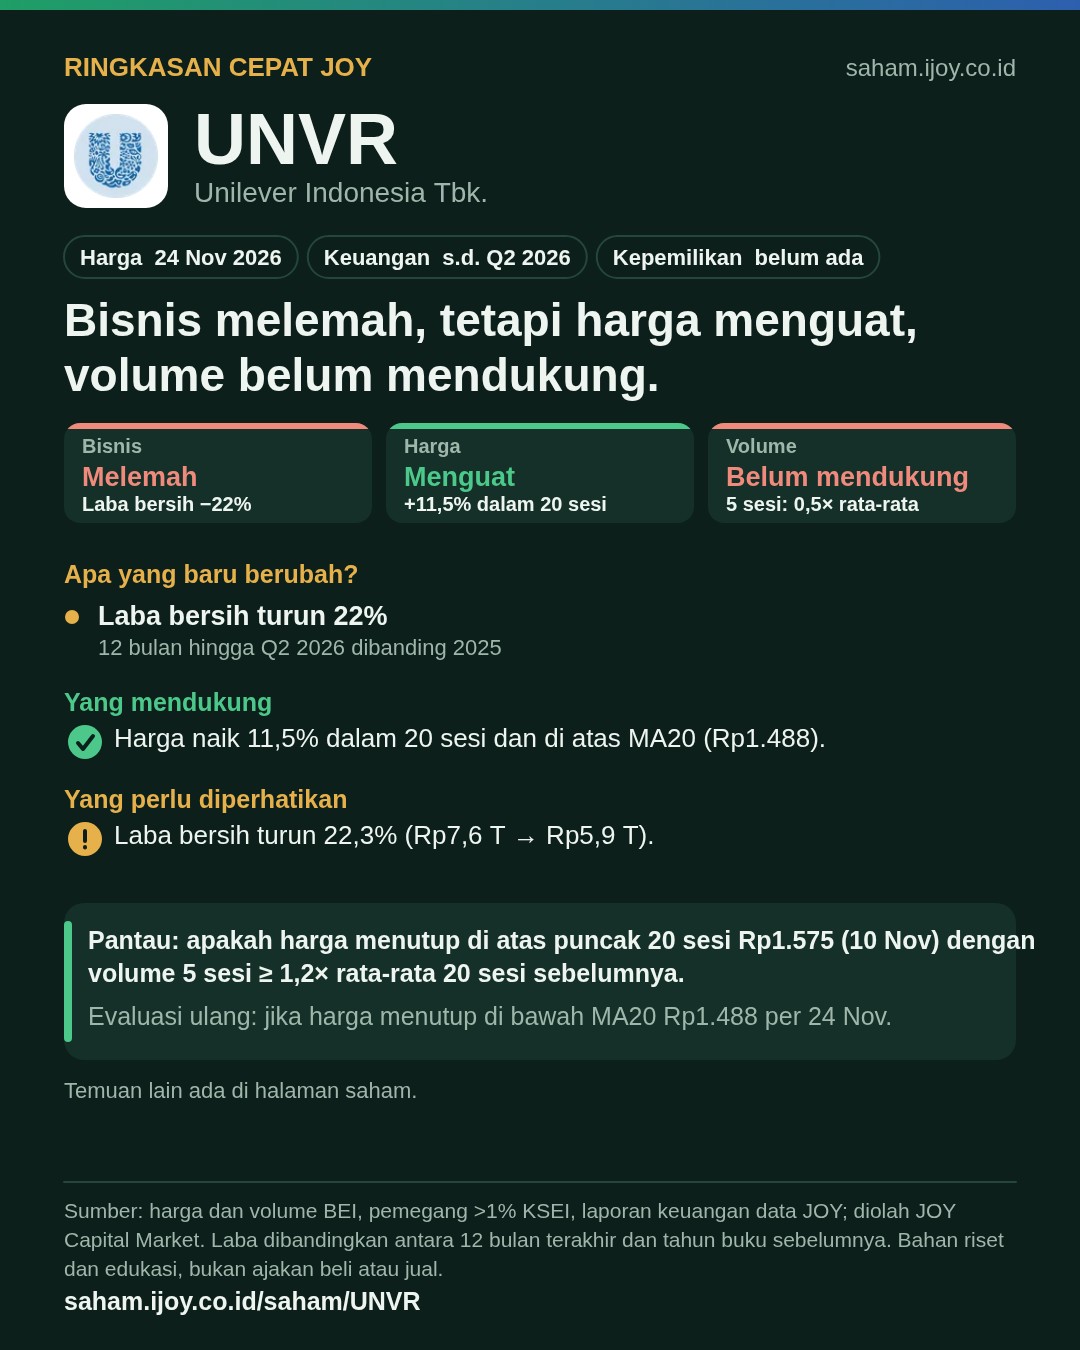 RINGKASAN CEPAT JOY
saham.ijoy.co.id
UNVR
Unilever Indonesia Tbk.
Harga 24 Nov 2026
Keuangan s.d. Q2 2026
Kepemilikan belum ada
Bisnis melemah, tetapi harga menguat,
volume belum mendukung.
Bisnis
Melemah
Laba bersih −22%
Harga
Menguat
+11,5% dalam 20 sesi
Volume
Belum mendukung
5 sesi: 0,5× rata-rata
Apa yang baru berubah?
Laba bersih turun 22%
12 bulan hingga Q2 2026 dibanding 2025
Yang mendukung
Harga naik 11,5% dalam 20 sesi dan di atas MA20 (Rp1.488).
Yang perlu diperhatikan
Laba bersih turun 22,3% (Rp7,6 T → Rp5,9 T).
Pantau: apakah harga menutup di atas puncak 20 sesi Rp1.575 (10 Nov) dengan
volume 5 sesi ≥ 1,2× rata-rata 20 sesi sebelumnya.
Evaluasi ulang: jika harga menutup di bawah MA20 Rp1.488 per 24 Nov.
Temuan lain ada di halaman saham.
Sumber: harga dan volume BEI, pemegang >1% KSEI, laporan keuangan data JOY; diolah JOY
Capital Market. Laba dibandingkan antara 12 bulan terakhir dan tahun buku sebelumnya. Bahan riset
dan edukasi, bukan ajakan beli atau jual.
saham.ijoy.co.id/saham/UNVR